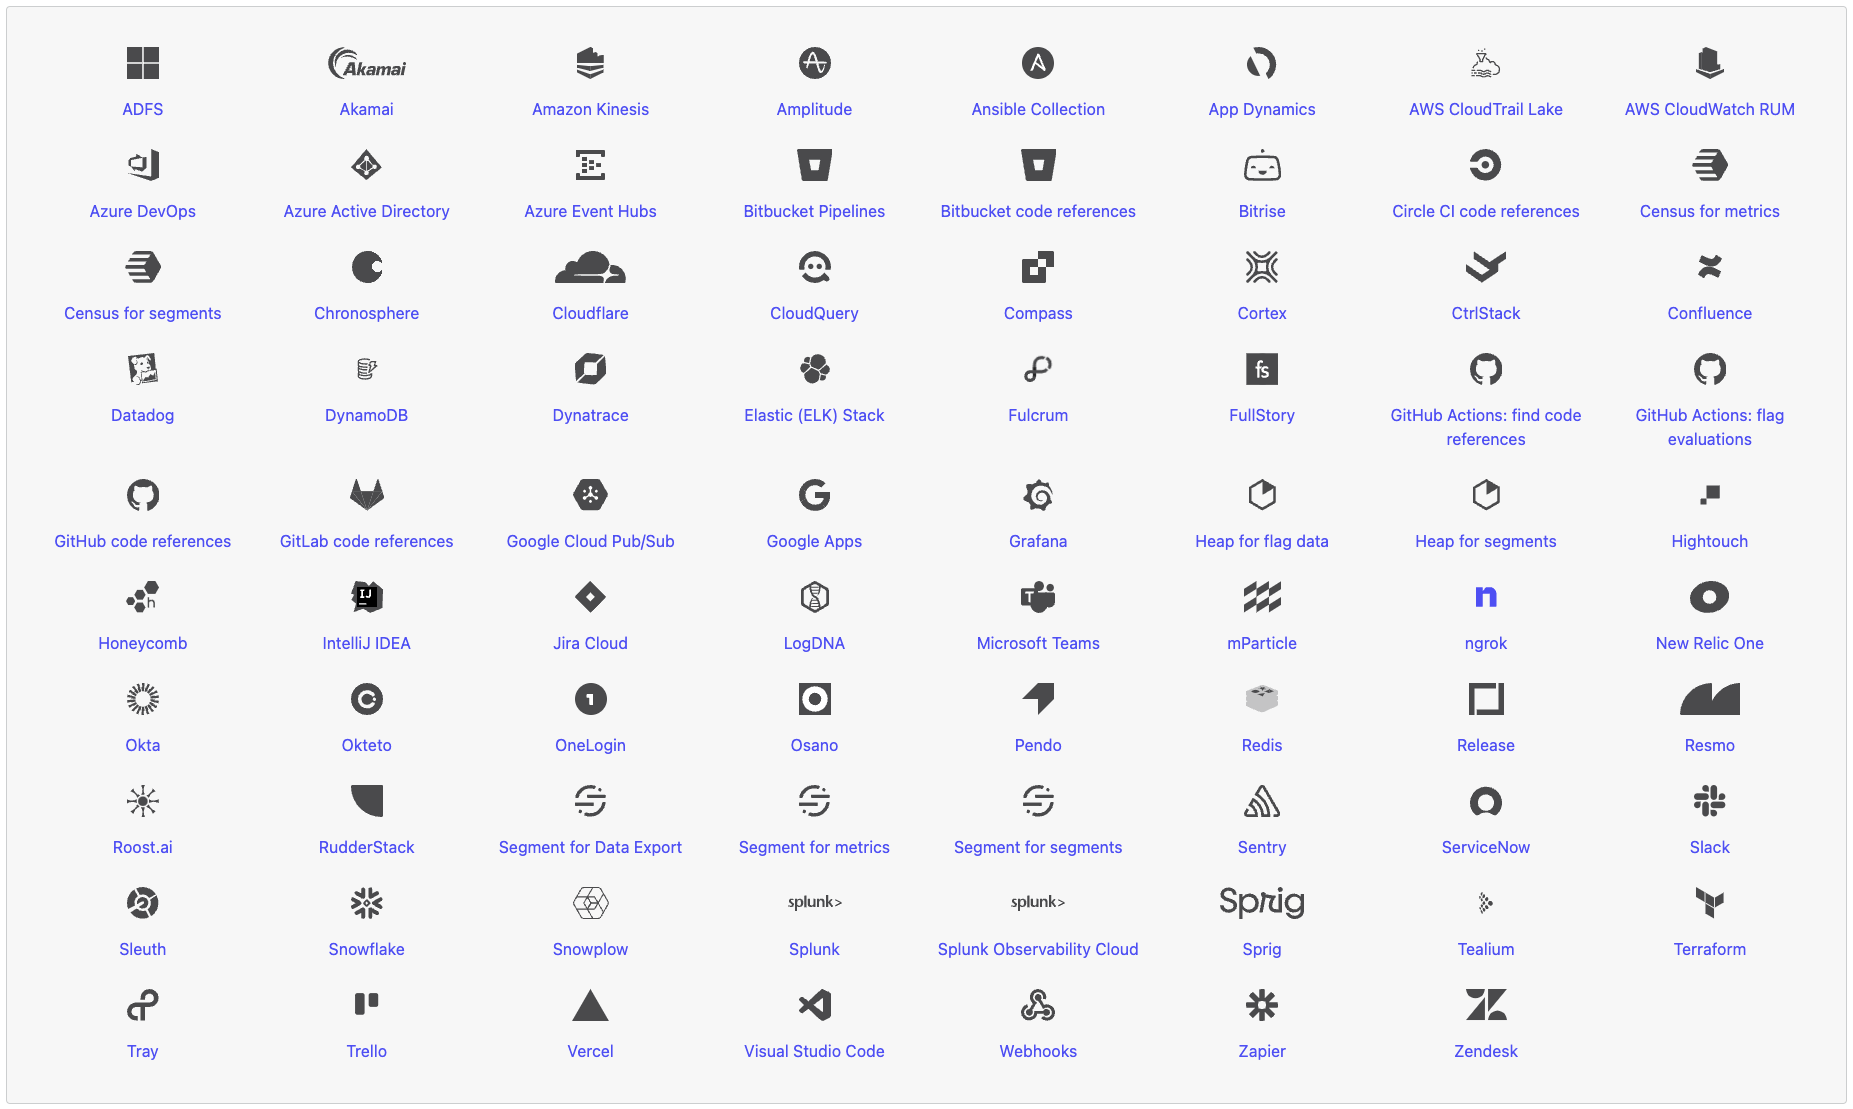 Akamai
ADFS
Akamai
Amazon Kinesis
Amplitude
Ansible Collection
App Dynamics
AWS CloudTrail Lake
AWS CloudWatch RUM
Azure DevOps
Azure Active Directory
Azure Event Hubs
Bitbucket Pipelines
Bitbucket code references
Bitrise
Circle CI code references
Census for metrics
Census for segments
Chronosphere
Cloudflare
CloudQuery
Compass
Cortex
CtrlStack
Confluence
fs
Datadog
DynamoDB
Dynatrace
Elastic (ELK) Stack
Fulcrum
FullStory
GitHub Actions: find code
references
GitHub Actions: flag
evaluations
GitHub code references
GitLab code references
Google Cloud Pub/Sub
Google Apps
Grafana
Heap for flag data
Heap for segments
Hightouch
h
IJ
T
n
Honeycomb
IntelliJ IDEA
Jira Cloud
LogDNA
Microsoft Teams
mParticle
ngrok
New Relic One
1
Okta
Okteto
OneLogin
Osano
Pendo
Redis
Release
Resmo
Roost.ai
RudderStack
Segment for Data Export
Segment for metrics
Segment for segments
Sentry
ServiceNow
Slack
splunk>
splunk>
Sprig
Sleuth
Snowflake
Snowplow
Splunk
Splunk Observability Cloud
Sprig
Tealium
Terraform
Tray
Trello
Vercel
Visual Studio Code
Webhooks
Zapier
Zendesk